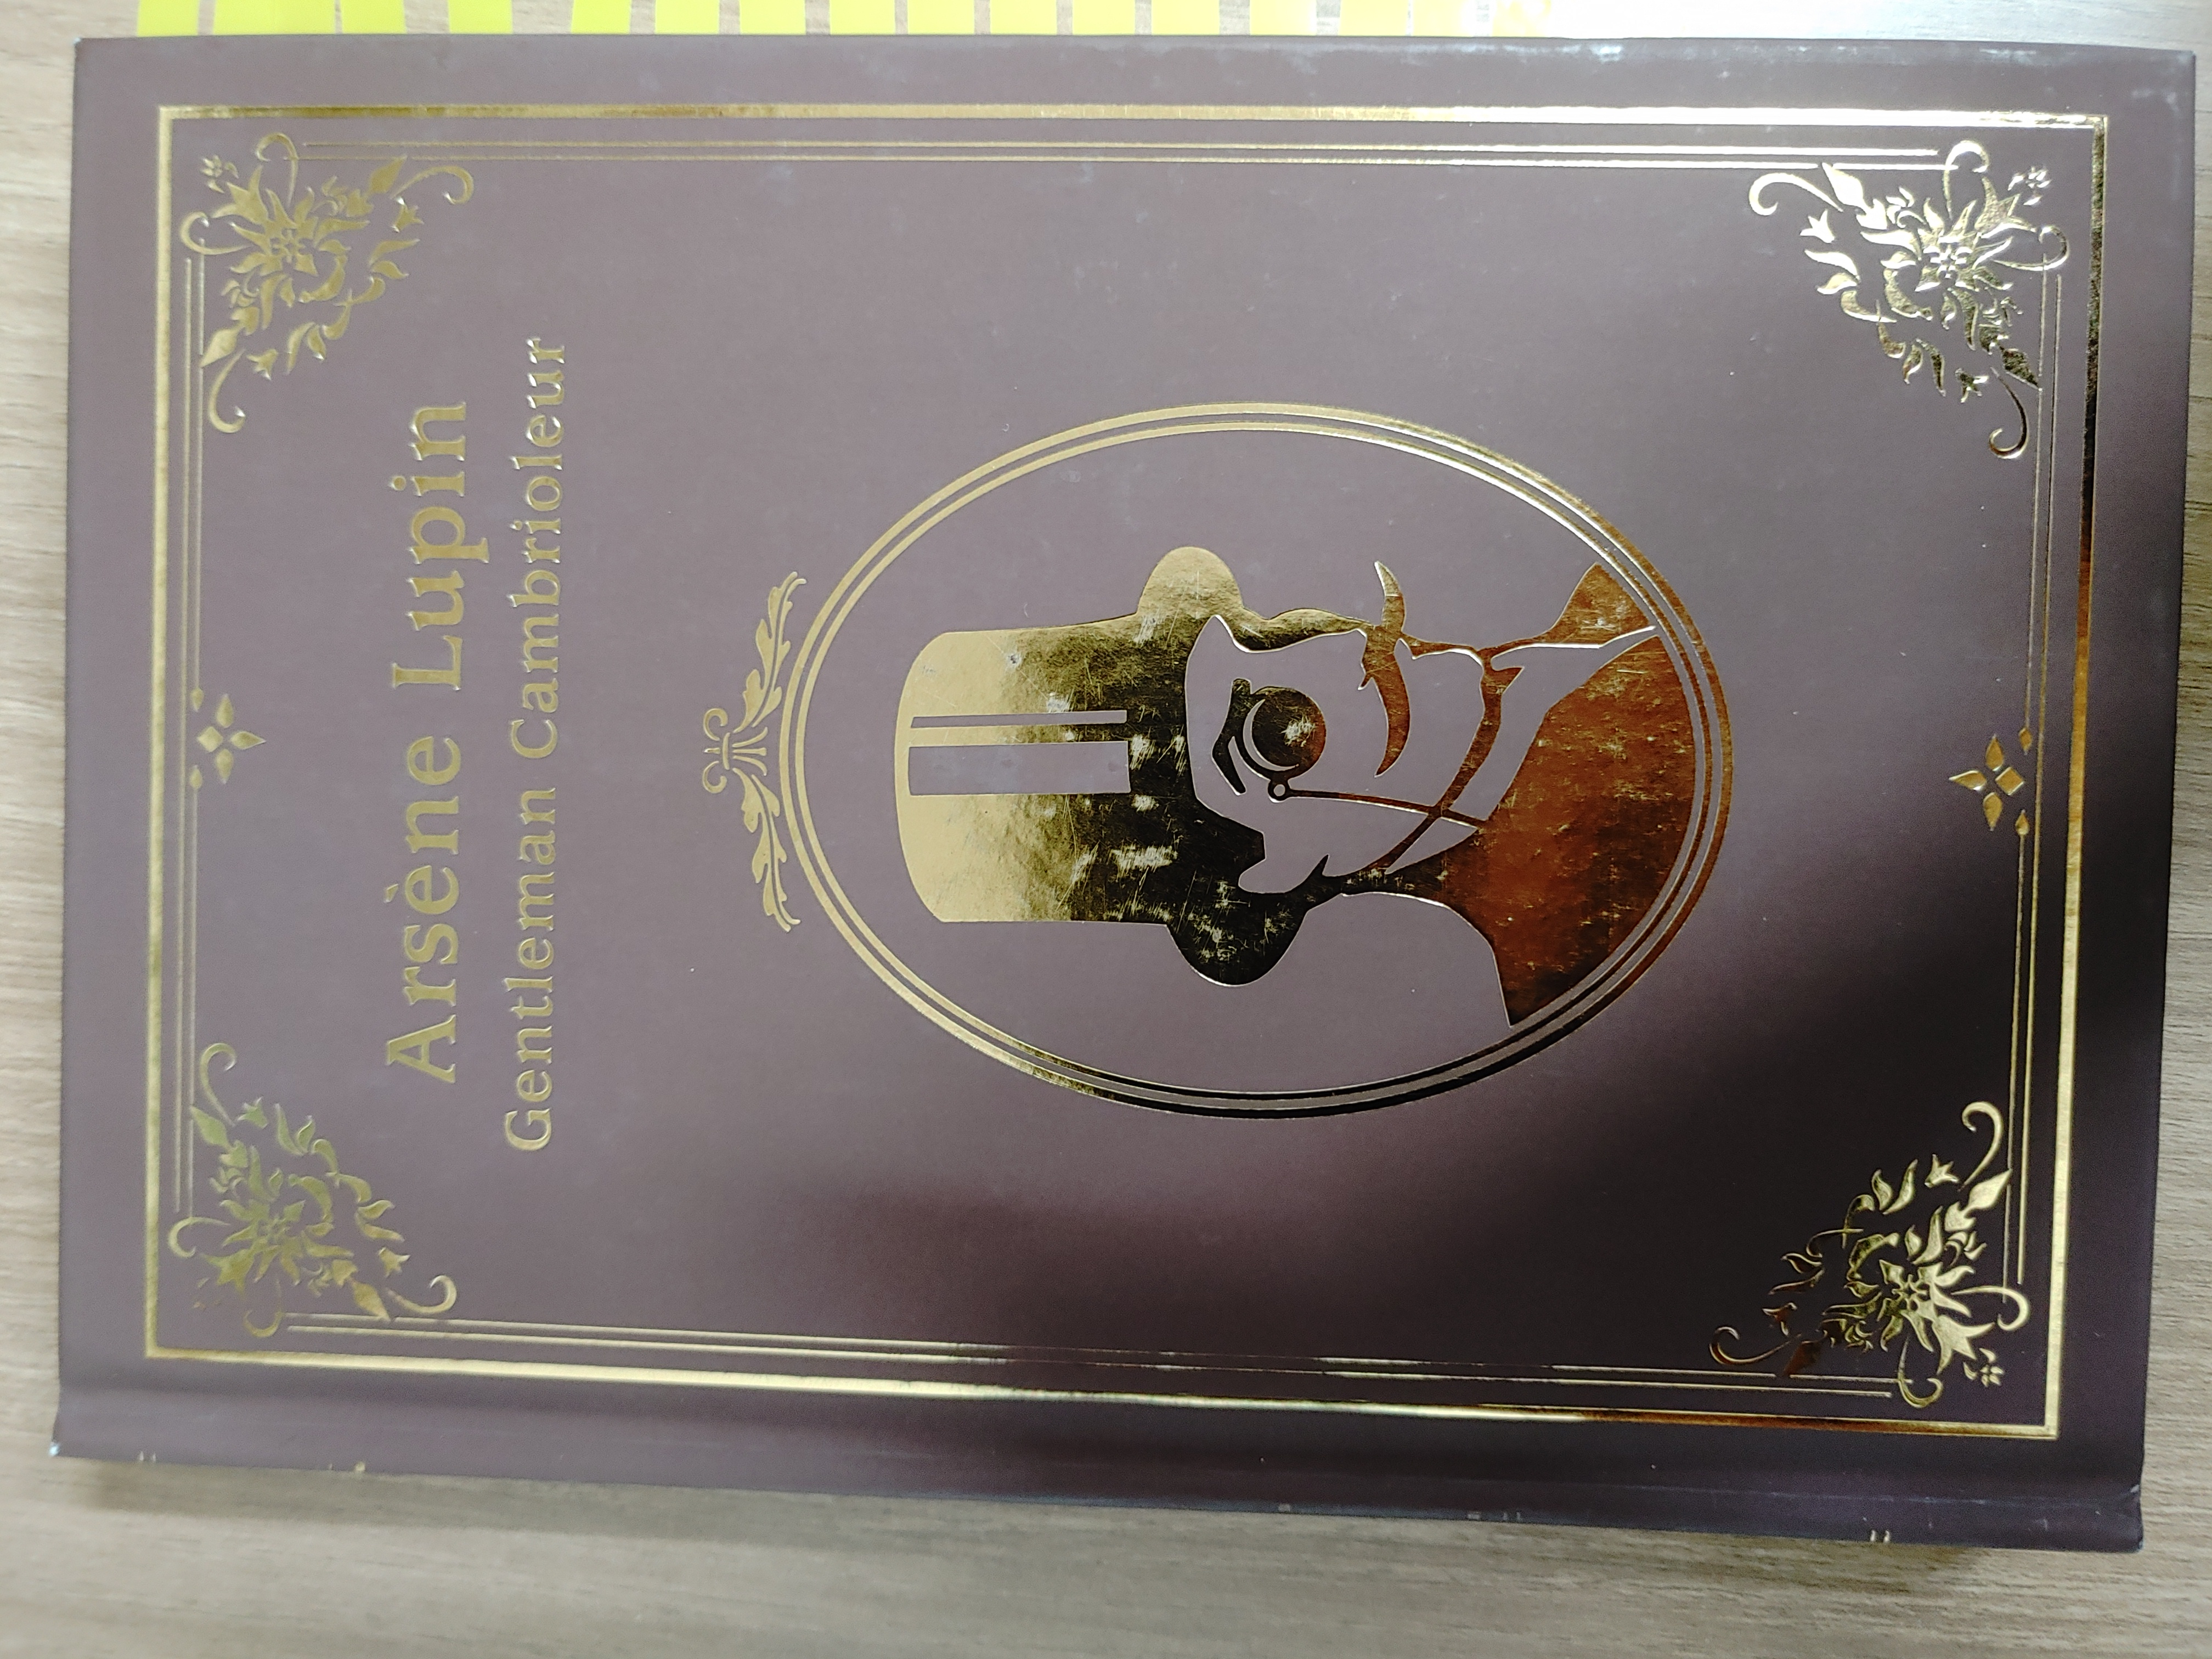 Arsène Lupin
Gentleman Cambrioleur